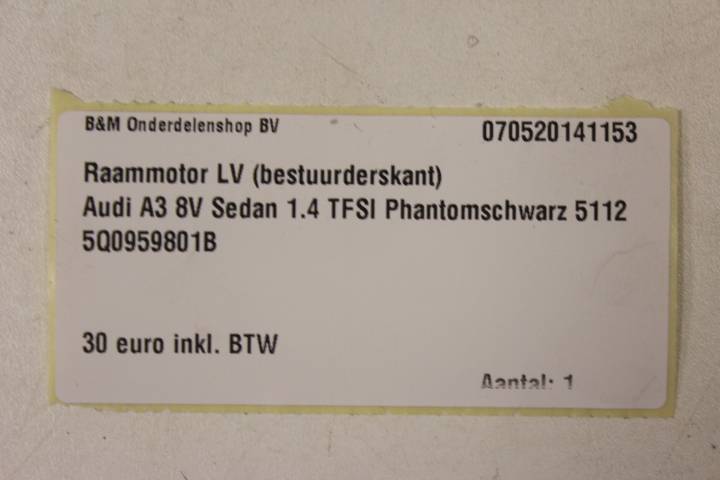 B&M Onderdelenshop BV 070520141153
Raammotor LV (bestuurderskant)
Audi A3 8V Sedan 1.4 TFSI Phantomschwarz 5112
5Q0959801B
30 euro inkl. BTW
Aantal: 1